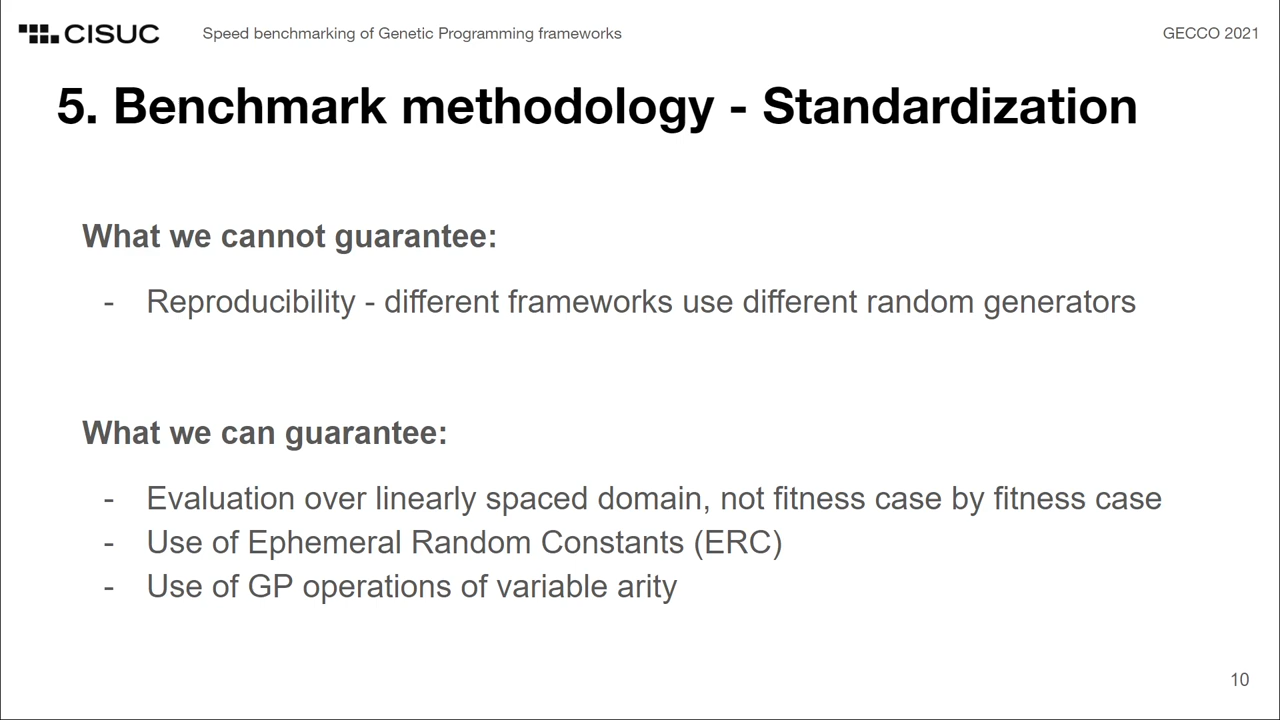 CISUC
Speed benchmarking of Genetic Programming frameworks
GECCO 2021
5. Benchmark methodology - Standardization
What we cannot guarantee:
- Reproducibility - different frameworks use different random generators
What we can guarantee:
- Evaluation over linearly spaced domain, not fitness case by fitness case
- Use of Ephemeral Random Constants (ERC)
- Use of GP operations of variable arity
10